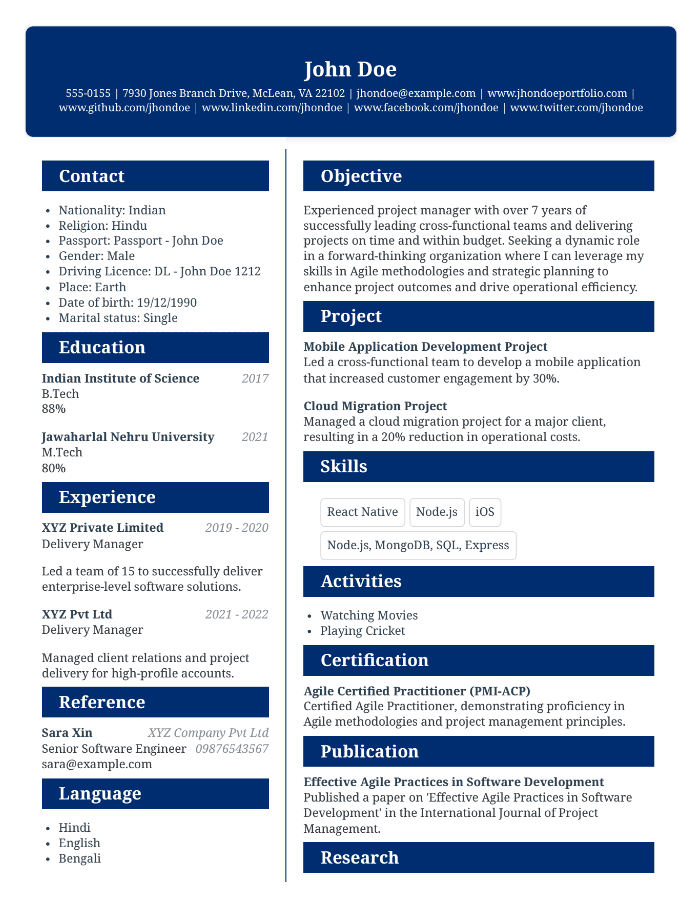 John Doe
555-0155 | 7930 Jones Branch Drive, McLean, VA 22102 | jhondoe@example.com | www.jhondoeportfolio.com |
www.github.com/jhondoe | www.linkedin.com/jhondoe | www.facebook.com/jhondoe | www.twitter.com/jhondoe
Contact
• Nationality: Indian
• Religion: Hindu
• Passport: Passport - John Doe
• Gender: Male
• Driving Licence: DL - John Doe 1212
• Place: Earth
• Date of birth: 19/12/1990
• Marital status: Single
Education
Indian Institute of Science 2017
B.Tech
88%
Jawaharlal Nehru University 2021
M.Tech
80%
Experience
XYZ Private Limited 2019 - 2020
Delivery Manager
Led a team of 15 to successfully deliver
enterprise-level software solutions.
XYZ Pvt Ltd 2021 - 2022
Delivery Manager
Managed client relations and project
delivery for high-profile accounts.
Reference
Sara Xin XYZ Company Pvt Ltd
Senior Software Engineer 09876543567
sara@example.com
Language
• Hindi
• English
• Bengali
Objective
Experienced project manager with over 7 years of
successfully leading cross-functional teams and delivering
projects on time and within budget. Seeking a dynamic role
in a forward-thinking organization where I can leverage my
skills in Agile methodologies and strategic planning to
enhance project outcomes and drive operational efficiency.
Project
Mobile Application Development Project
Led a cross-functional team to develop a mobile application
that increased customer engagement by 30%.
Cloud Migration Project
Managed a cloud migration project for a major client,
resulting in a 20% reduction in operational costs.
Skills
React Native Node.js iOS
Node.js, MongoDB, SQL, Express
Activities
• Watching Movies
• Playing Cricket
Certification
Agile Certified Practitioner (PMI-ACP)
Certified Agile Practitioner, demonstrating proficiency in
Agile methodologies and project management principles.
Publication
Effective Agile Practices in Software Development
Published a paper on 'Effective Agile Practices in Software
Development' in the International Journal of Project
Management.
Research